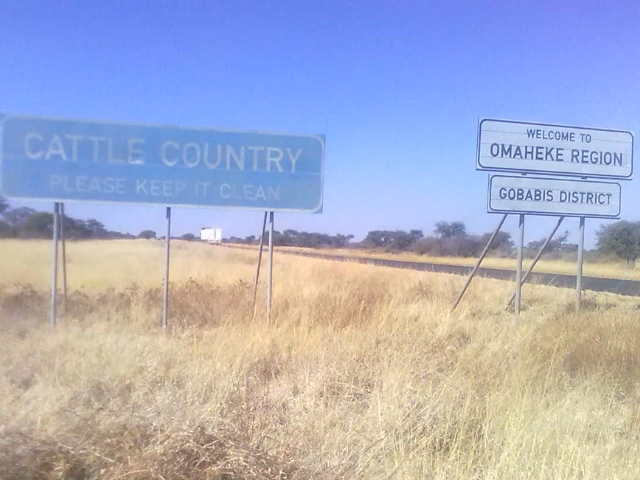 CATTLE COUNTRY
PLEASE KEEP IT CLEAN
WELCOME TO
OMAHEKE REGION
GOBABIS DISTRICT